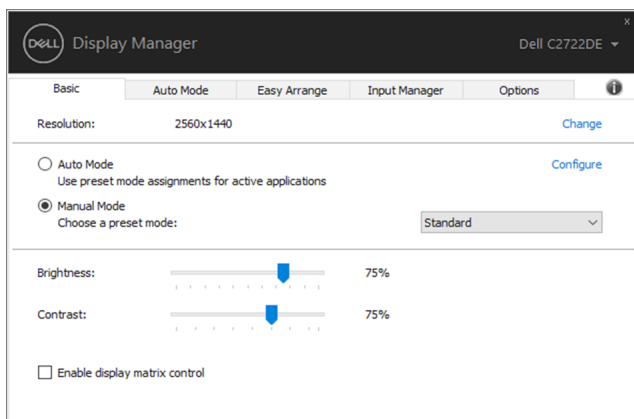 x
DELL Display Manager Dell C2722DE
Basic Auto Mode Easy Arrange Input Manager Options i
Resolution: 2560x1440 Change
Auto Mode Configure
Use preset mode assignments for active applications
Manual Mode
Choose a preset mode: Standard
Brightness: 75%
Contrast: 75%
Enable display matrix control